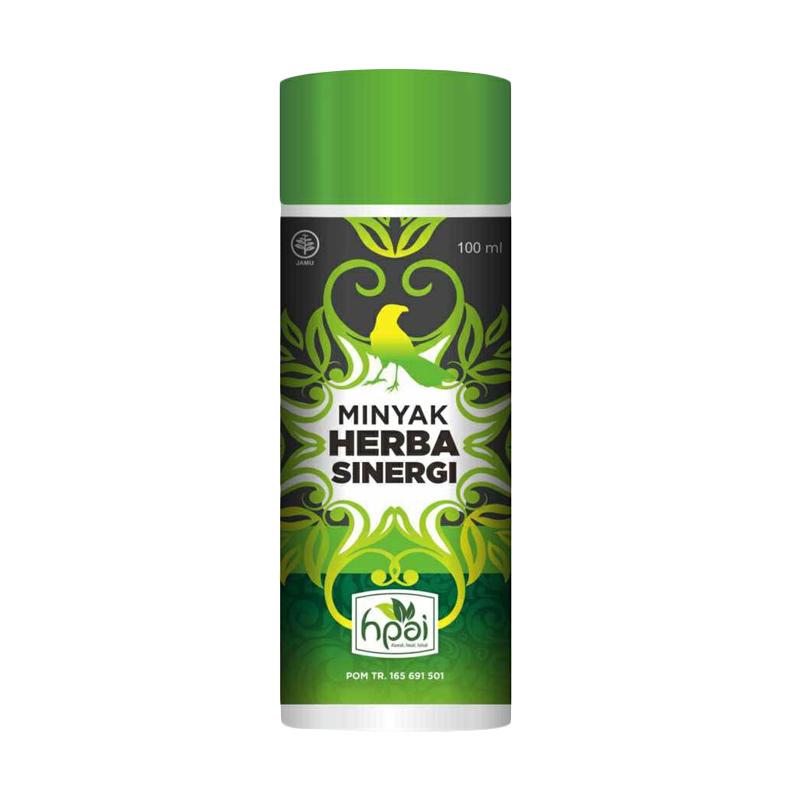 JAMU
100 ml
MINYAK
HERBA
SINERGI
hpai
POM TR. 165 691 501